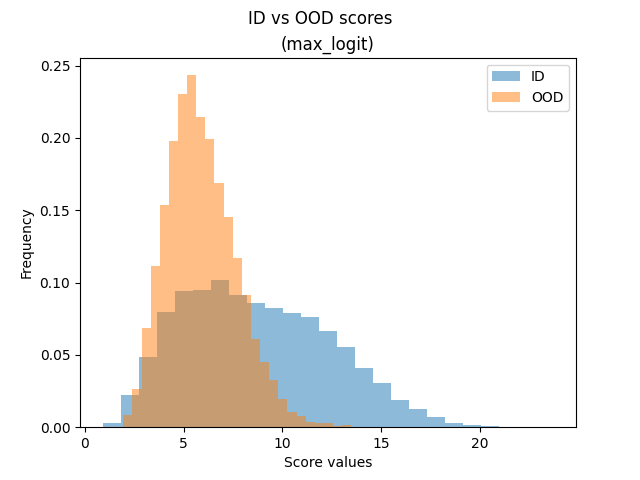 ID vs OOD scores
(max_logit)
ID
OOD
Frequency
0.25
0.20
0.15
0.10
0.05
0.00
0
5
10
15
20
Score values